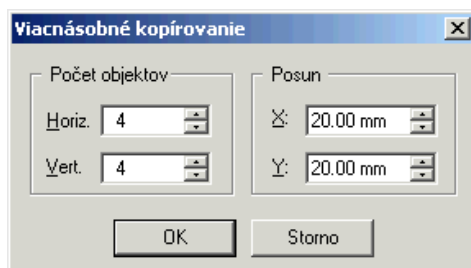 Viacnásobné kopírovanie
Počet objektov
Horiz. 4
Vert. 4
Posun
X: 20.00 mm
Y: 20.00 mm
OK Storno